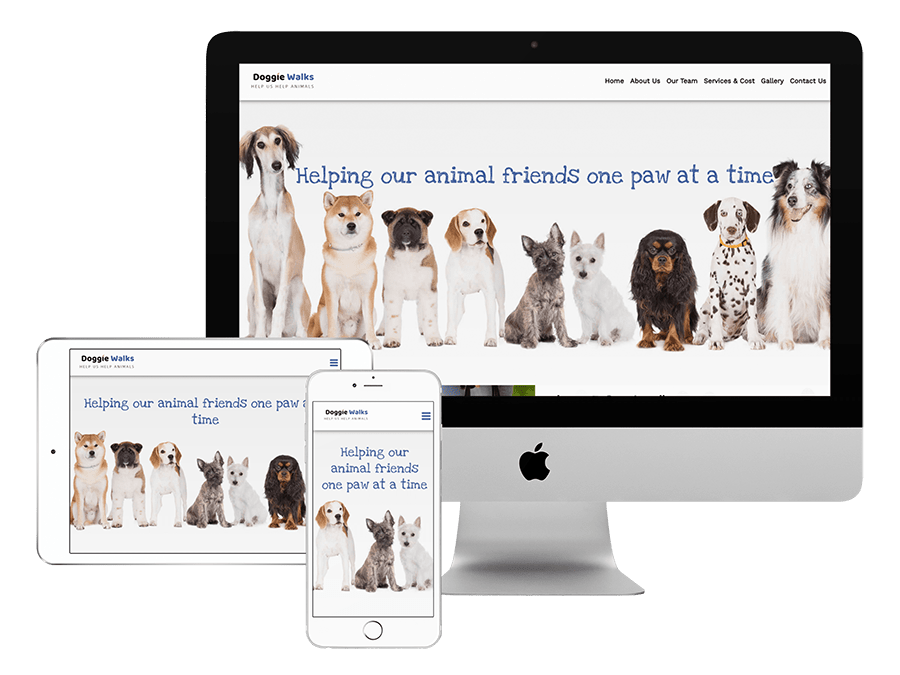 Doggie Walks
HELP US HELP ANIMALS
Home About Us Our Team Services & Cost Gallery Contact Us
Helping our animal friends one paw at a time
Doggie Walks
HELP US HELP ANIMALS
Helping our animal friends one paw
time
Doggie Walks
HELP US HELP ANIMALS
Helping our
animal friends
one paw at a time